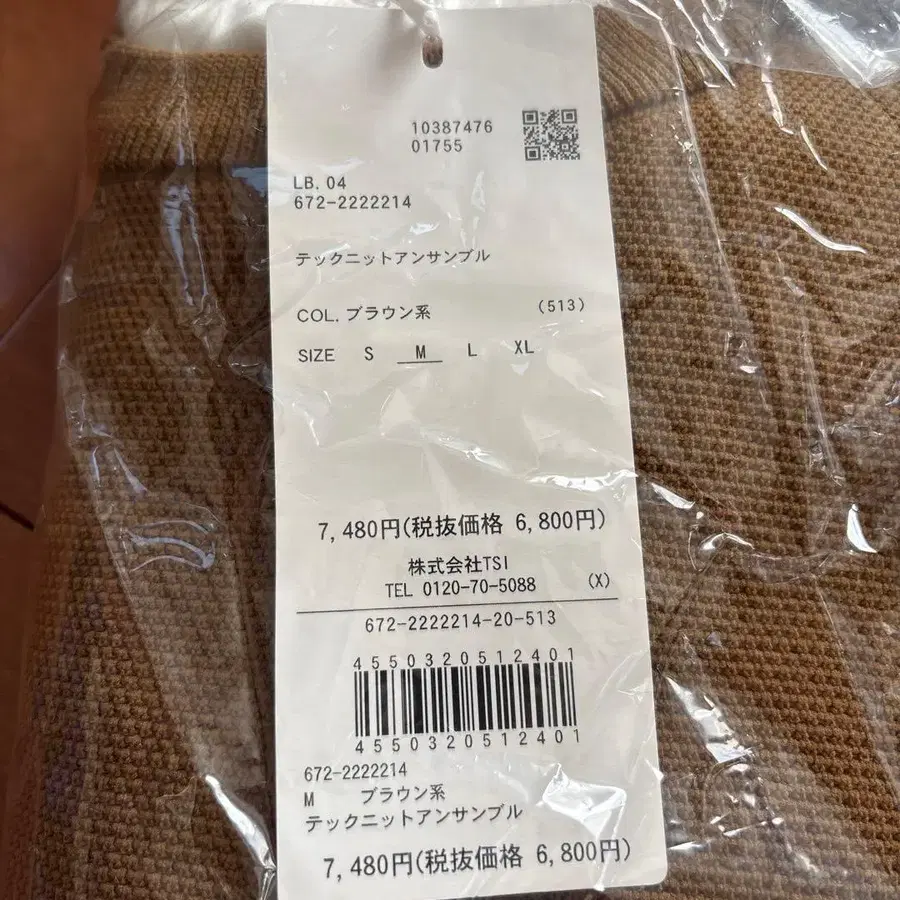 10387476
01755
LB. 04
672-2222214
テックニットアンサンブル
COL. ブラウン系 (513)
SIZE S M L XL
7,480円(税抜価格 6,800円)
株式会社TSI
TEL 0120-70-5088 (X)
672-2222214-20-513
4550320512401
4550320512401
672-2222214
M ブラウン系
テックニットアンサンブル
7,480円(税抜価格 6,800円)